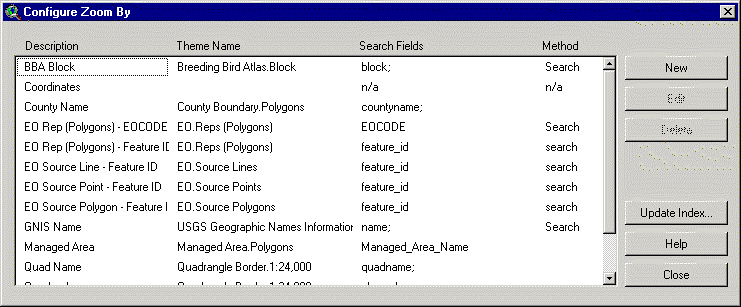 Configure Zoom By
Description Theme Name Search Fields Method
BBA Block Breeding Bird Atlas.Block block; Search
Coordinates n/a n/a
County Name County Boundary.Polygons countyname;
EO Rep (Polygons) - EOCODE EO.Reps (Polygons) EOCODE Search
EO Rep (Polygons) - Feature ID EO.Reps (Polygons) feature_id search
EO Source Line - Feature ID EO.Source Lines feature_id search
EO Source Point - Feature ID EO.Source Points feature_id search
EO Source Polygon - Feature I EO.Source Polygons feature_id search
GNIS Name USGS Geographic Names Information name; Search
Managed Area Managed Area.Polygons Managed_Area_Name
Quad Name Quadrangle Border.1:24,000 quadname;
New
Edit
Delete
Update Index...
Help
Close